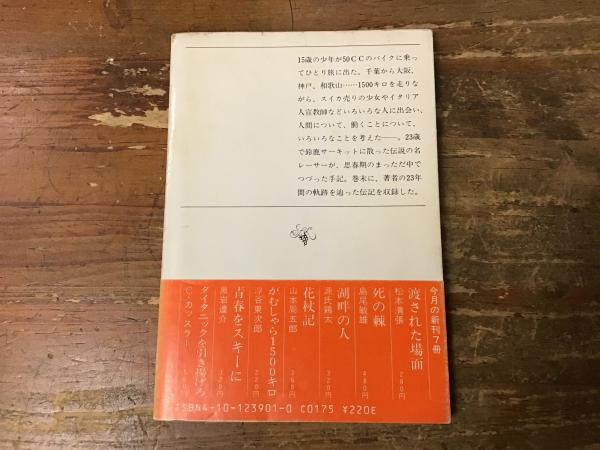 15歳の少年が50CCのバイクに乗っ
てひとり旅に出た。千葉から大阪、
神戸、和歌山……1500キロを走りな
がら、スイカ売りの少女やイタリア
人宣教師などいろいろな人に出会い、
人間について、働くことについて、
いろいろなことを考えた――。23歳
で鈴鹿サーキットに散った伝説の名
レーサーが、思春期のまっただ中で
つづった手記。巻末に、著者の23年
間の軌跡を辿った伝記を収録した。
今月の新刊7冊
渡された場面
松本清張
280円
死の棘
島尾敏雄
480円
湖畔の人
源氏鶏太
320円
花杖記
山本周五郎
360円
がむしゃら1500キロ
浮谷東次郎
220円
青春をスキーに
黒岩達介
320円
タイタニックを引き揚げろ
C・カッスラー
580円
ISBN4-10-123901-0 C0175 ¥220E